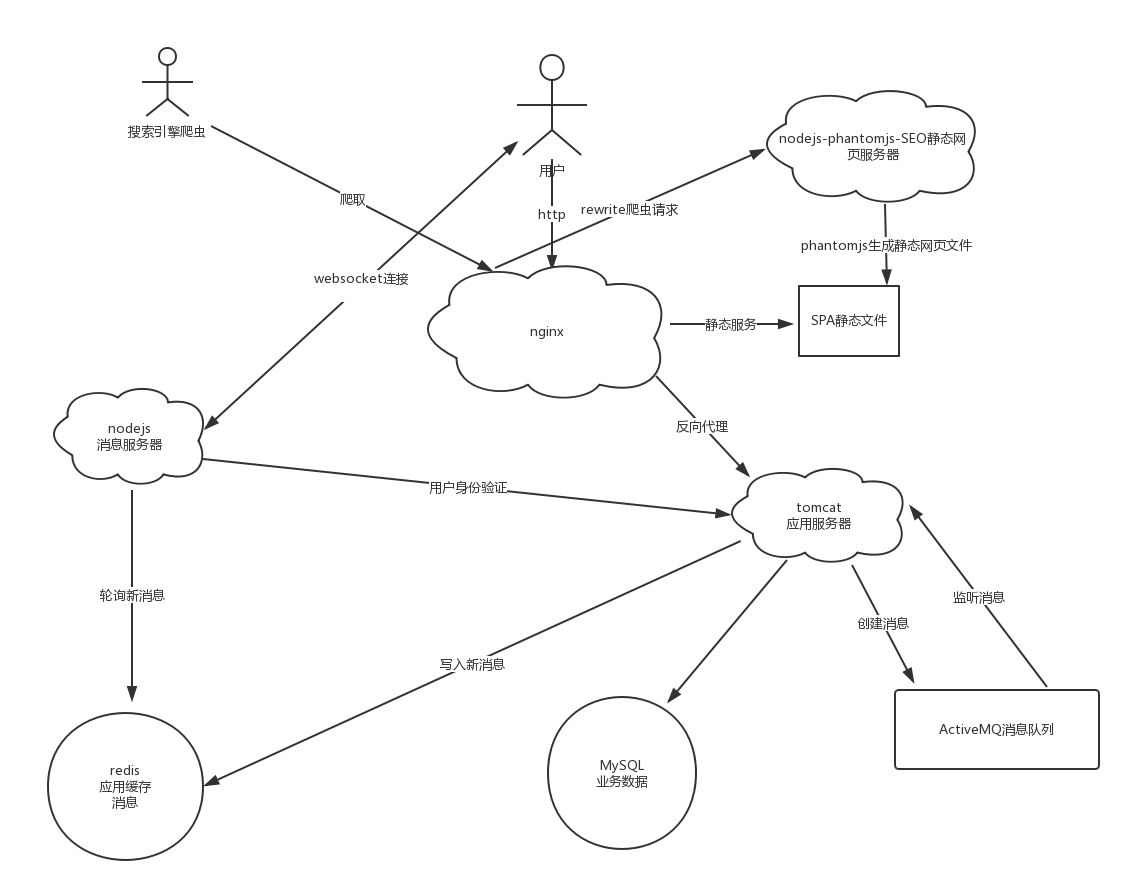 搜索引擎爬虫
用户
nodejs-phantomjs-SEO静态网
页服务器
爬取
http
rewrite爬虫请求
phantomjs生成静态网页文件
websocket连接
nginx
静态服务
SPA静态文件
nodejs
消息服务器
反向代理
用户身份验证
tomcat
应用服务器
轮询新消息
监听消息
创建消息
写入新消息
ActiveMQ消息队列
redis
应用缓存
消息
MySQL
业务数据